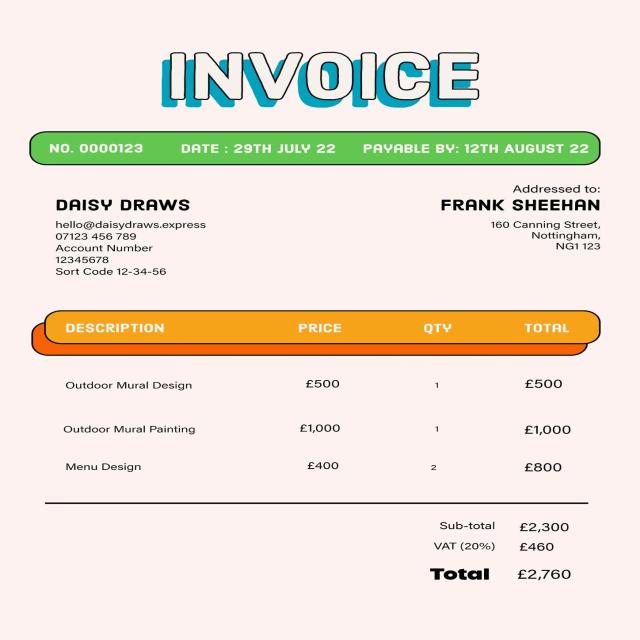 INVOICE
NO. 0000123 DATE : 29TH JULY 22 PAYABLE BY: 12TH AUGUST 22
DAISY DRAWS
hello@daisydraws.express
07123 456 789
Account Number
12345678
Sort Code 12-34-56
Addressed to:
FRANK SHEEHAN
160 Canning Street,
Nottingham,
NG1 123
DESCRIPTION PRICE QTY TOTAL
Outdoor Mural Design £500 1 £500
Outdoor Mural Painting £1,000 1 £1,000
Menu Design £400 2 £800
Sub-total £2,300
VAT (20%) £460
Total £2,760